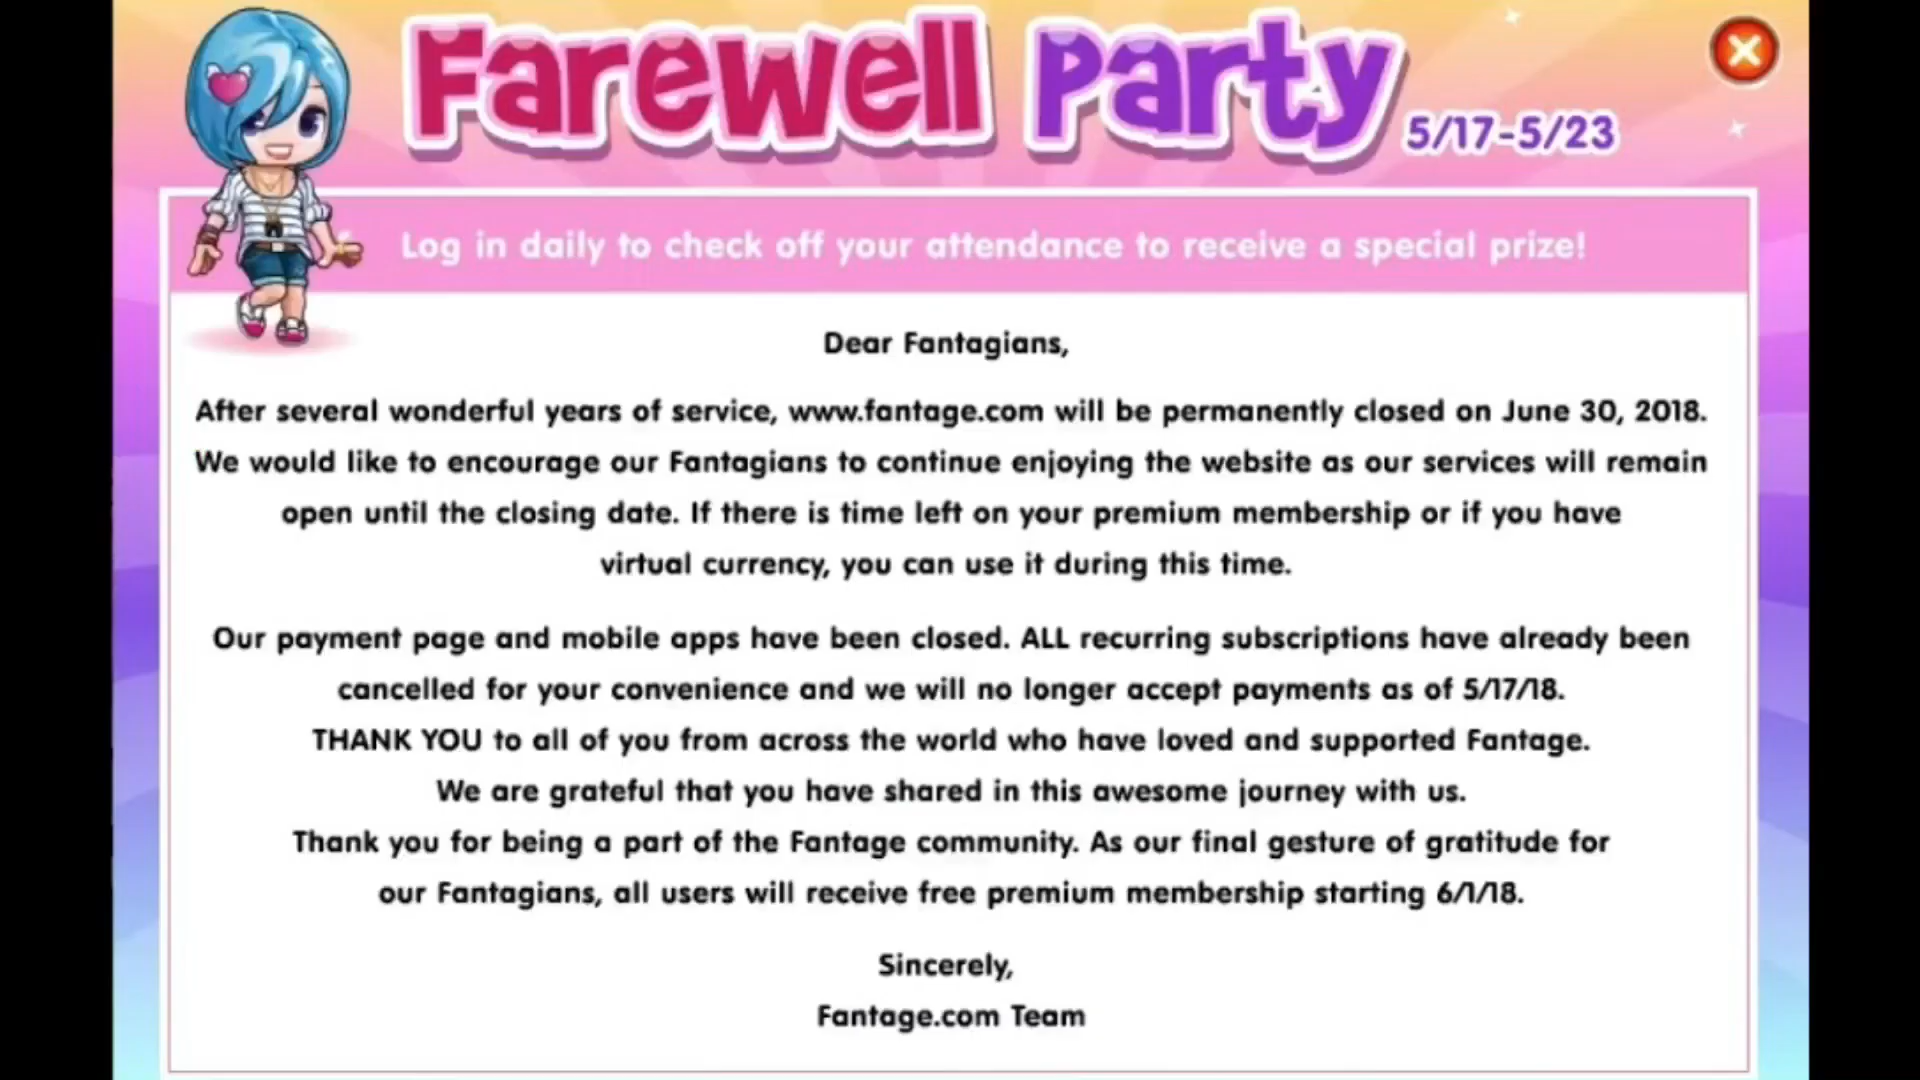 Farewell Party 5/17-5/23
Log in daily to check off your attendance to receive a special prize!
Dear Fantagians,
After several wonderful years of service, www.fantage.com will be permanently closed on June 30, 2018.
We would like to encourage our Fantagians to continue enjoying the website as our services will remain
open until the closing date. If there is time left on your premium membership or if you have
virtual currency, you can use it during this time.
Our payment page and mobile apps have been closed. ALL recurring subscriptions have already been
cancelled for your convenience and we will no longer accept payments as of 5/17/18.
THANK YOU to all of you from across the world who have loved and supported Fantage.
We are grateful that you have shared in this awesome journey with us.
Thank you for being a part of the Fantage community. As our final gesture of gratitude for
our Fantagians, all users will receive free premium membership starting 6/1/18.
Sincerely,
Fantage.com Team